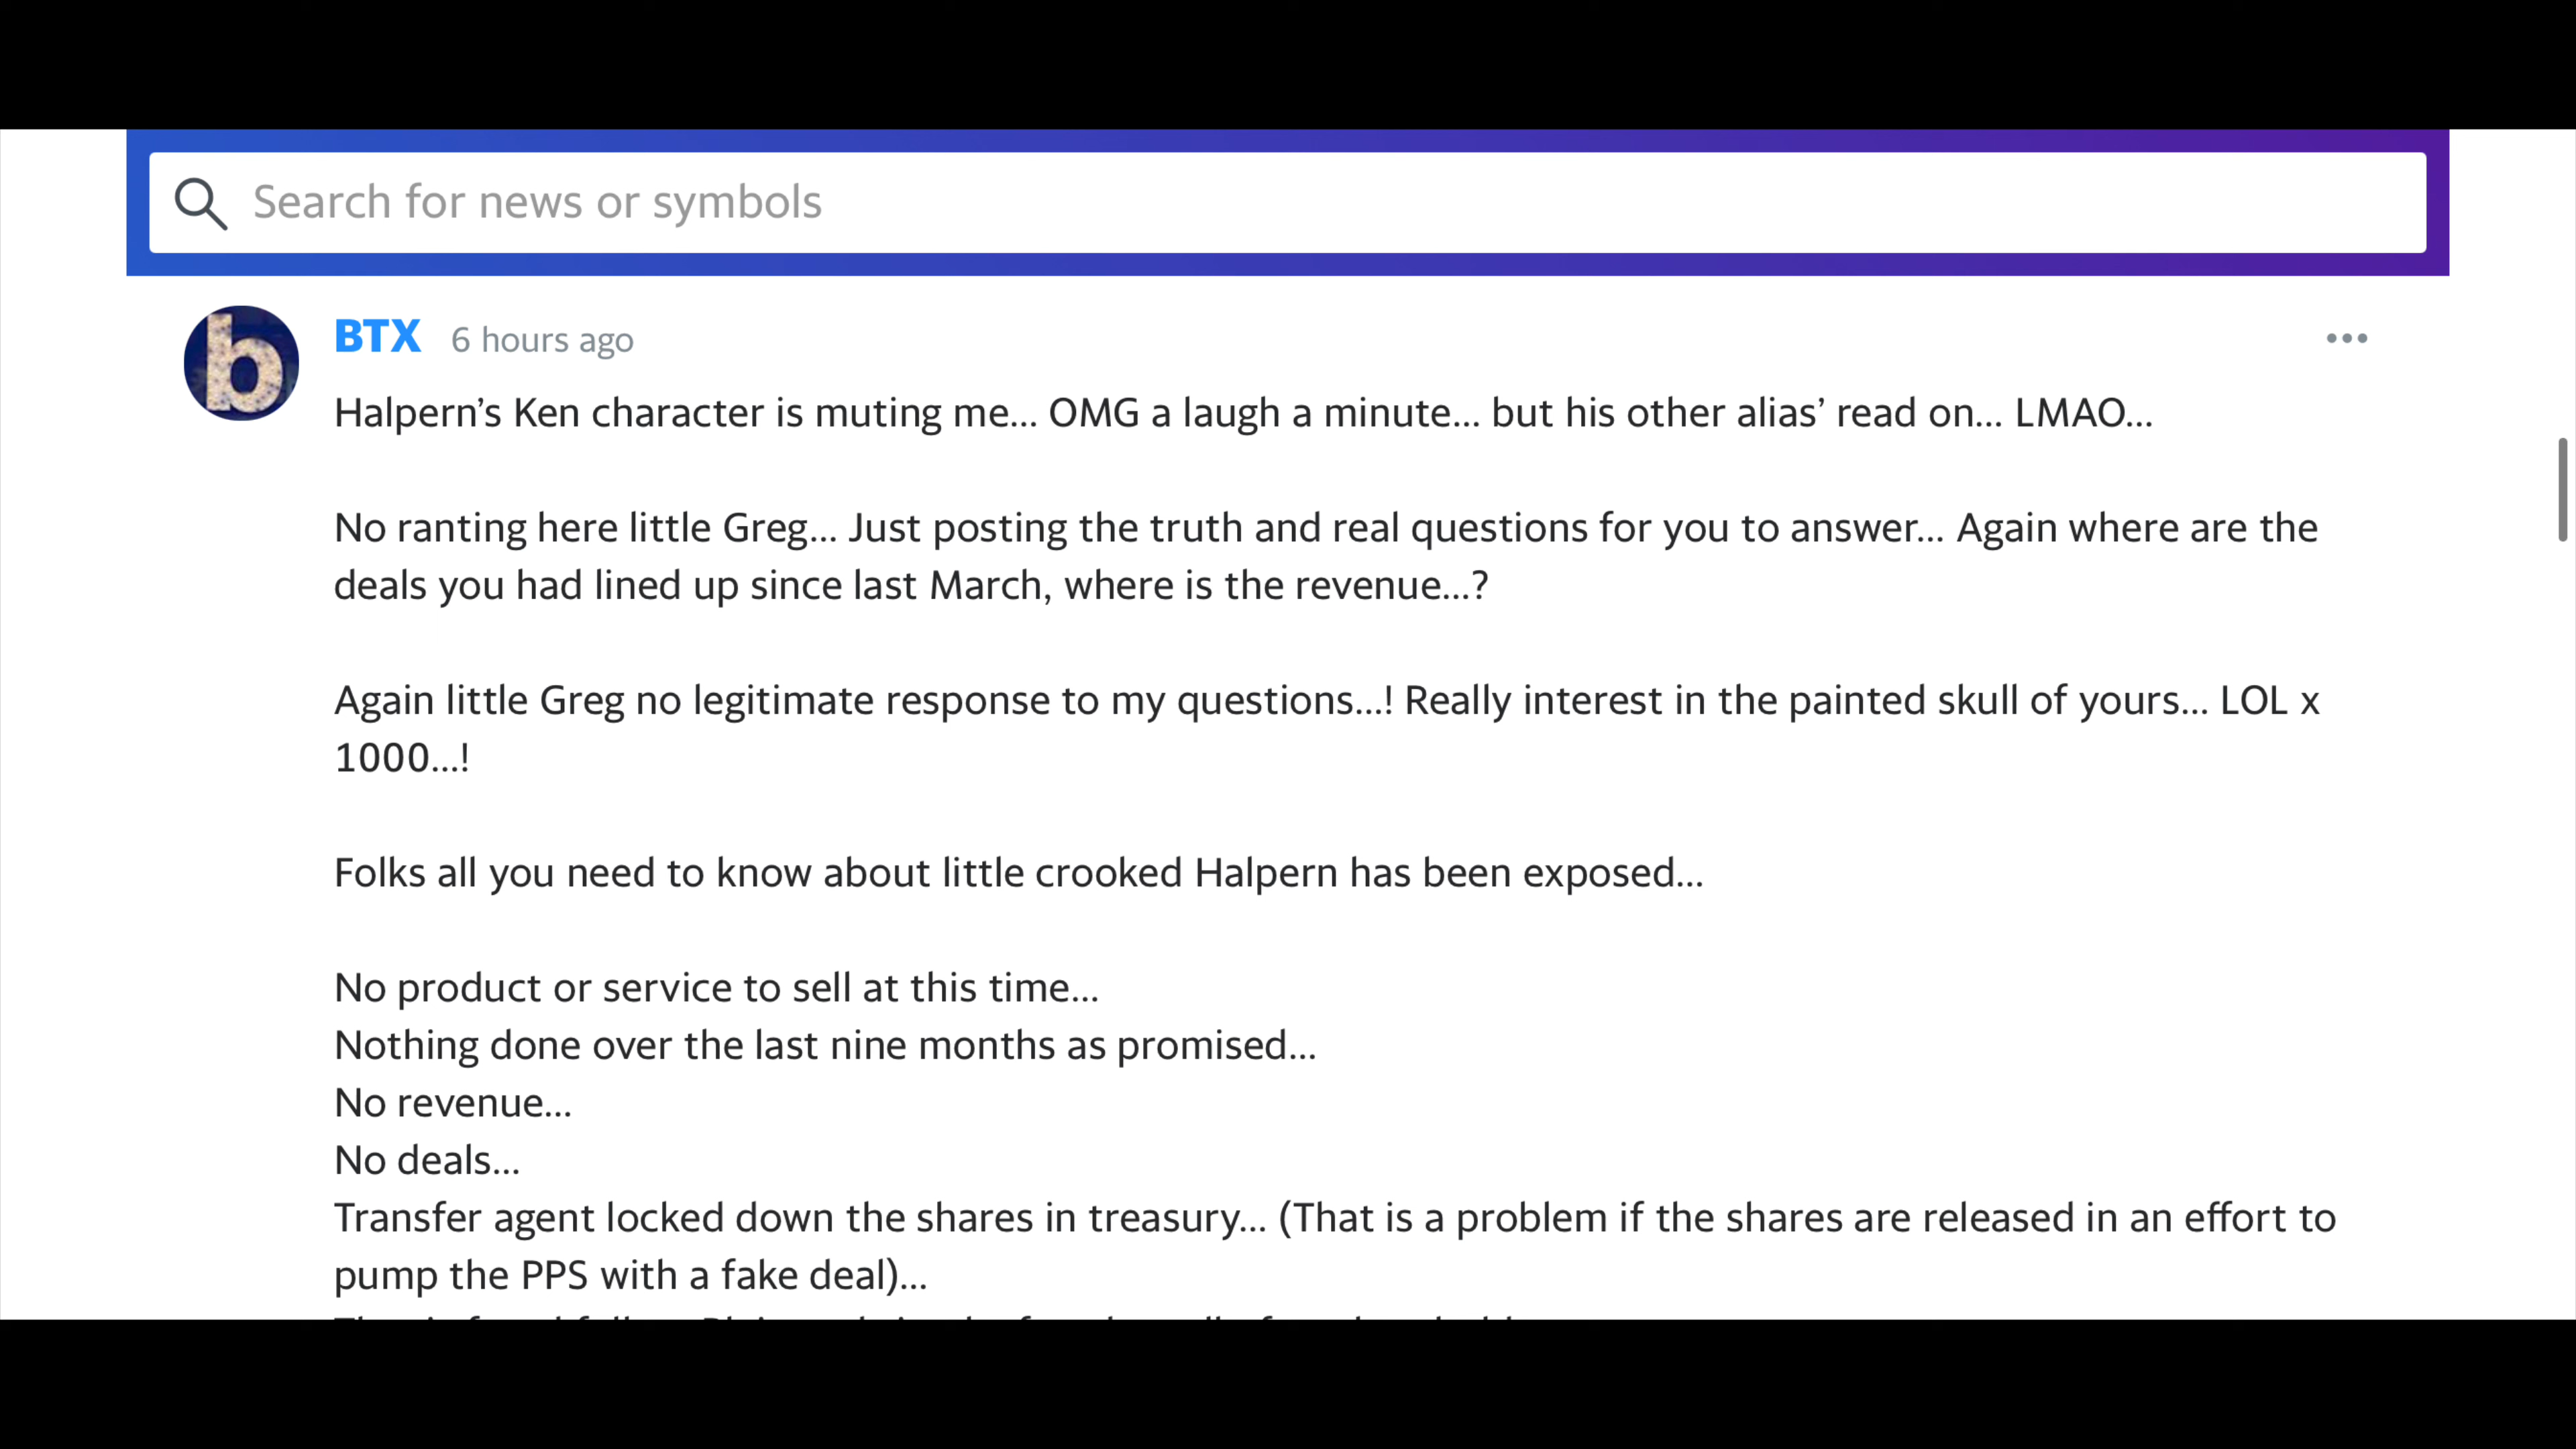 Search for news or symbols
b
BTX 6 hours ago
Halpern’s Ken character is muting me... OMG a laugh a minute... but his other alias’ read on... LMAO...
No ranting here little Greg... Just posting the truth and real questions for you to answer... Again where are the
deals you had lined up since last March, where is the revenue...?
Again little Greg no legitimate response to my questions...! Really interest in the painted skull of yours... LOL x
1000...!
Folks all you need to know about little crooked Halpern has been exposed...
No product or service to sell at this time...
Nothing done over the last nine months as promised...
No revenue...
No deals...
Transfer agent locked down the shares in treasury... (That is a problem if the shares are released in an effort to
pump the PPS with a fake deal)...